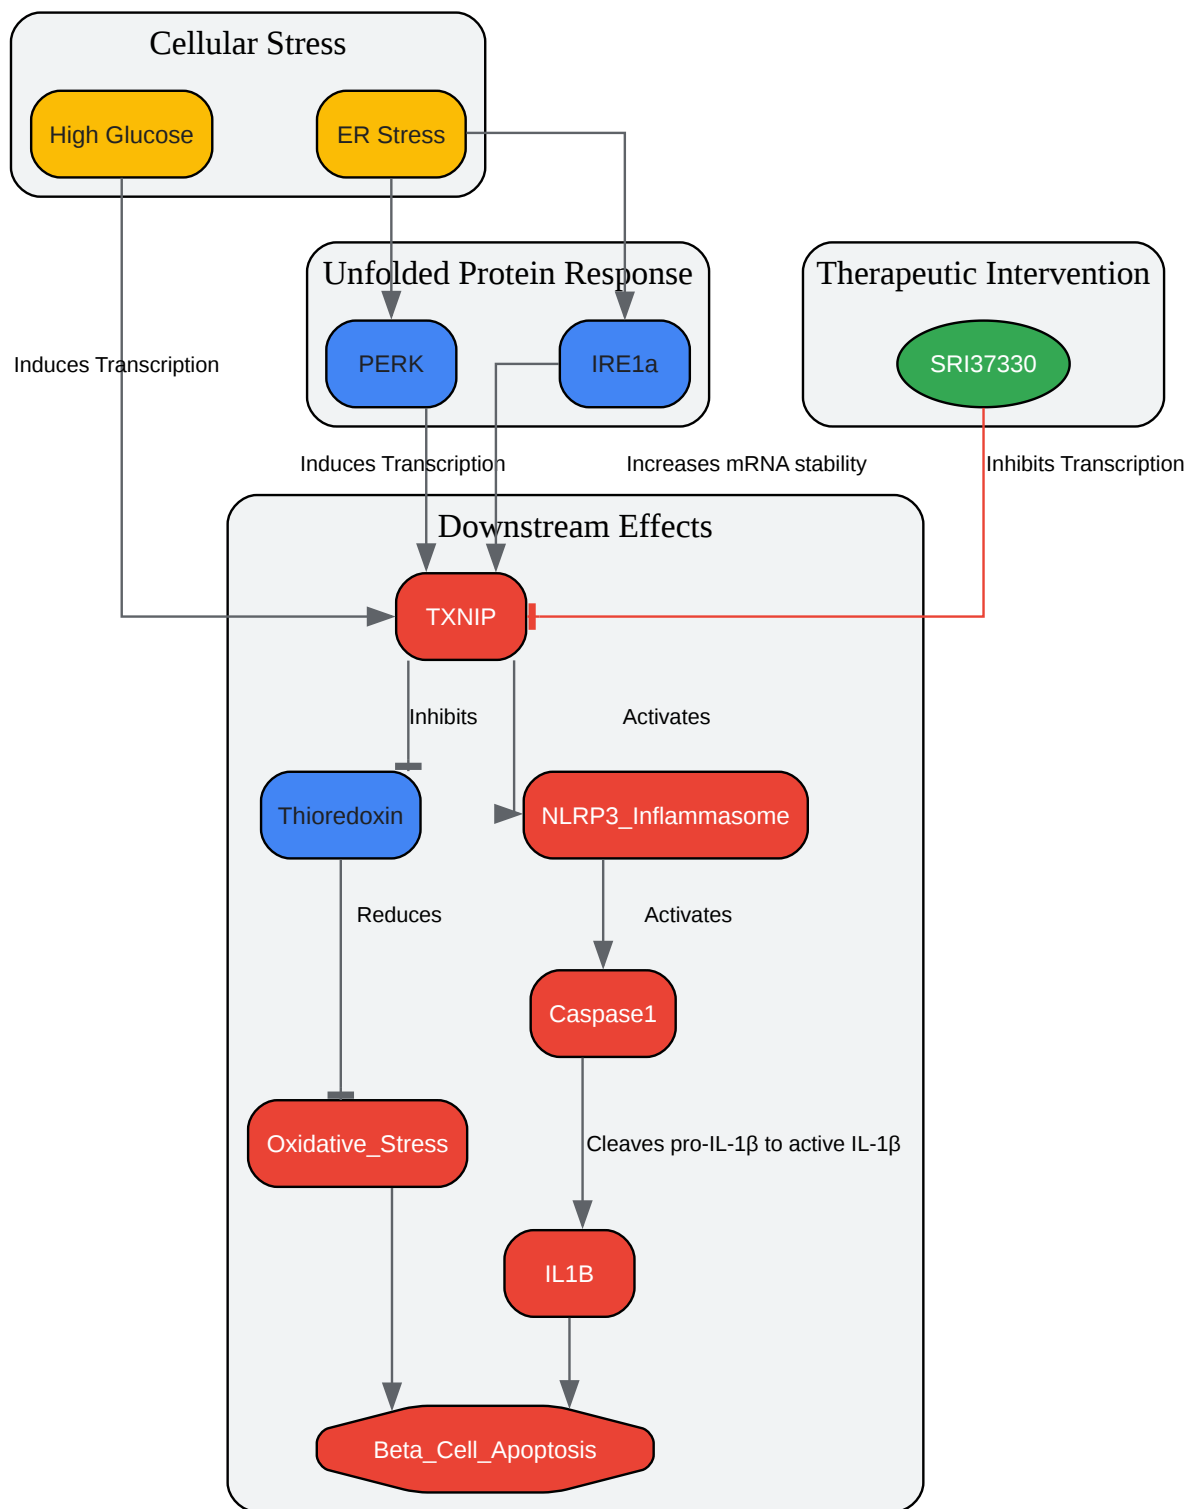 Cellular Stress
High Glucose
ER Stress
Unfolded Protein Response
Therapeutic Intervention
PERK
IRE1a
SRI37330
Induces Transcription
Induces Transcription
Increases mRNA stability
Inhibits Transcription
Downstream Effects
TXNIP
Inhibits
Activates
Thioredoxin
NLRP3_Inflammasome
Reduces
Activates
Caspase1
Oxidative_Stress
Cleaves pro-IL-1β to active IL-1β
IL1B
Beta_Cell_Apoptosis